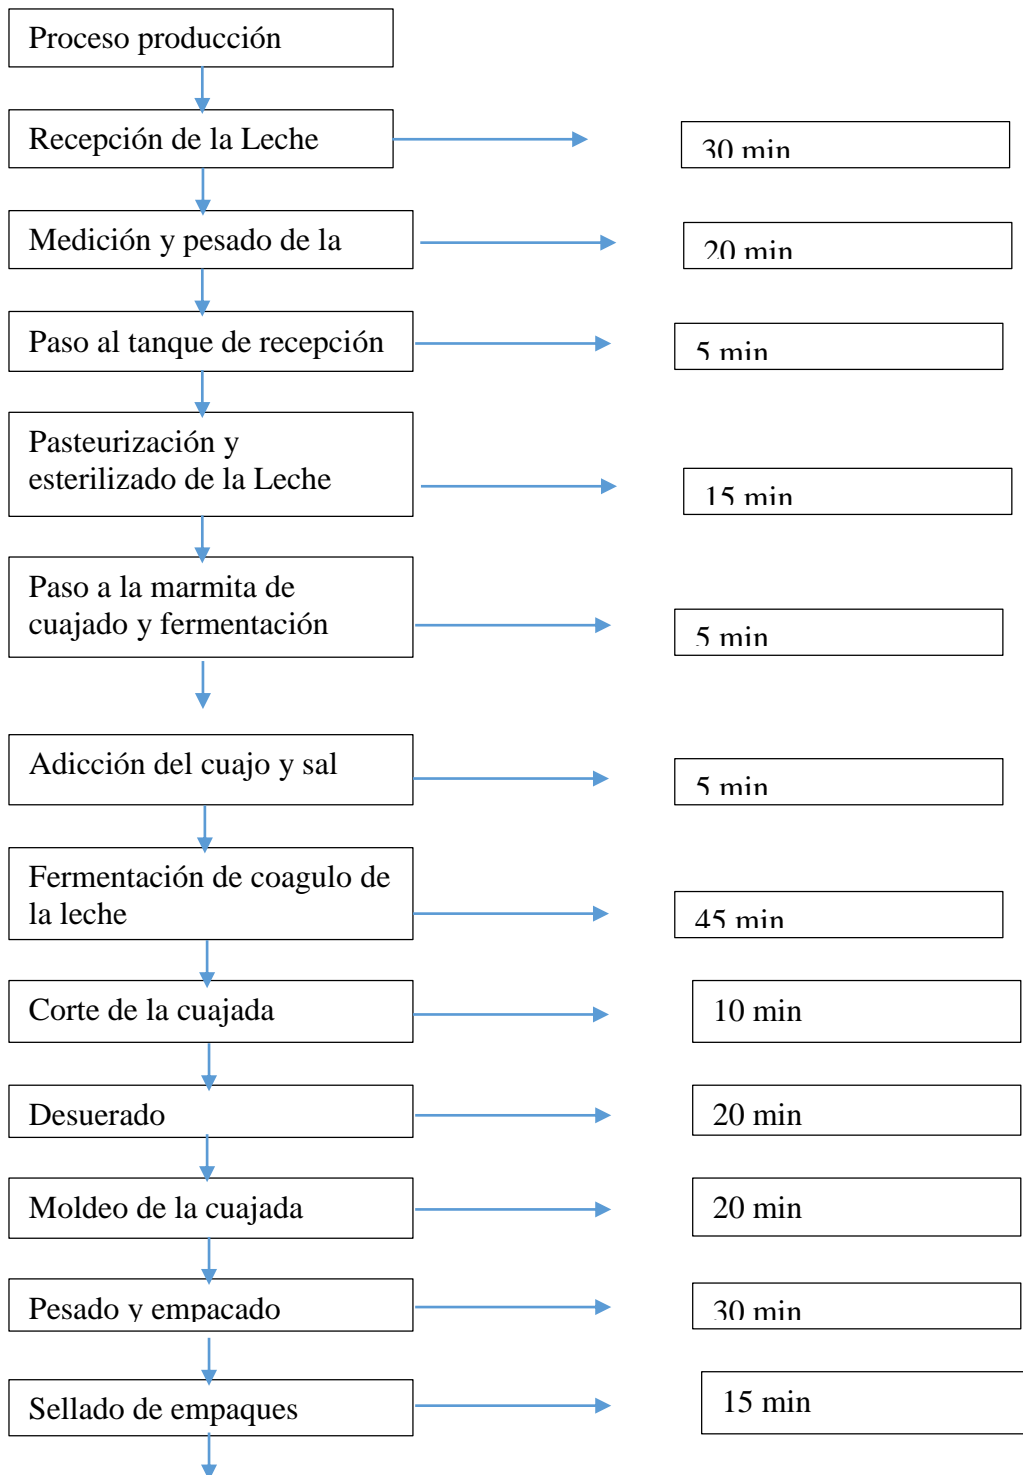 Proceso producción
Recepción de la Leche
30 min
Medición y pesado de la
20 min
Paso al tanque de recepción
5 min
Pasteurización y
esterilizado de la Leche
15 min
Paso a la marmita de
cuajado y fermentación
5 min
Adicción del cuajo y sal
5 min
Fermentación de coagulo de
la leche
45 min
Corte de la cuajada
10 min
Desuerado
20 min
Moldeo de la cuajada
20 min
Pesado y empacado
30 min
Sellado de empaques
15 min